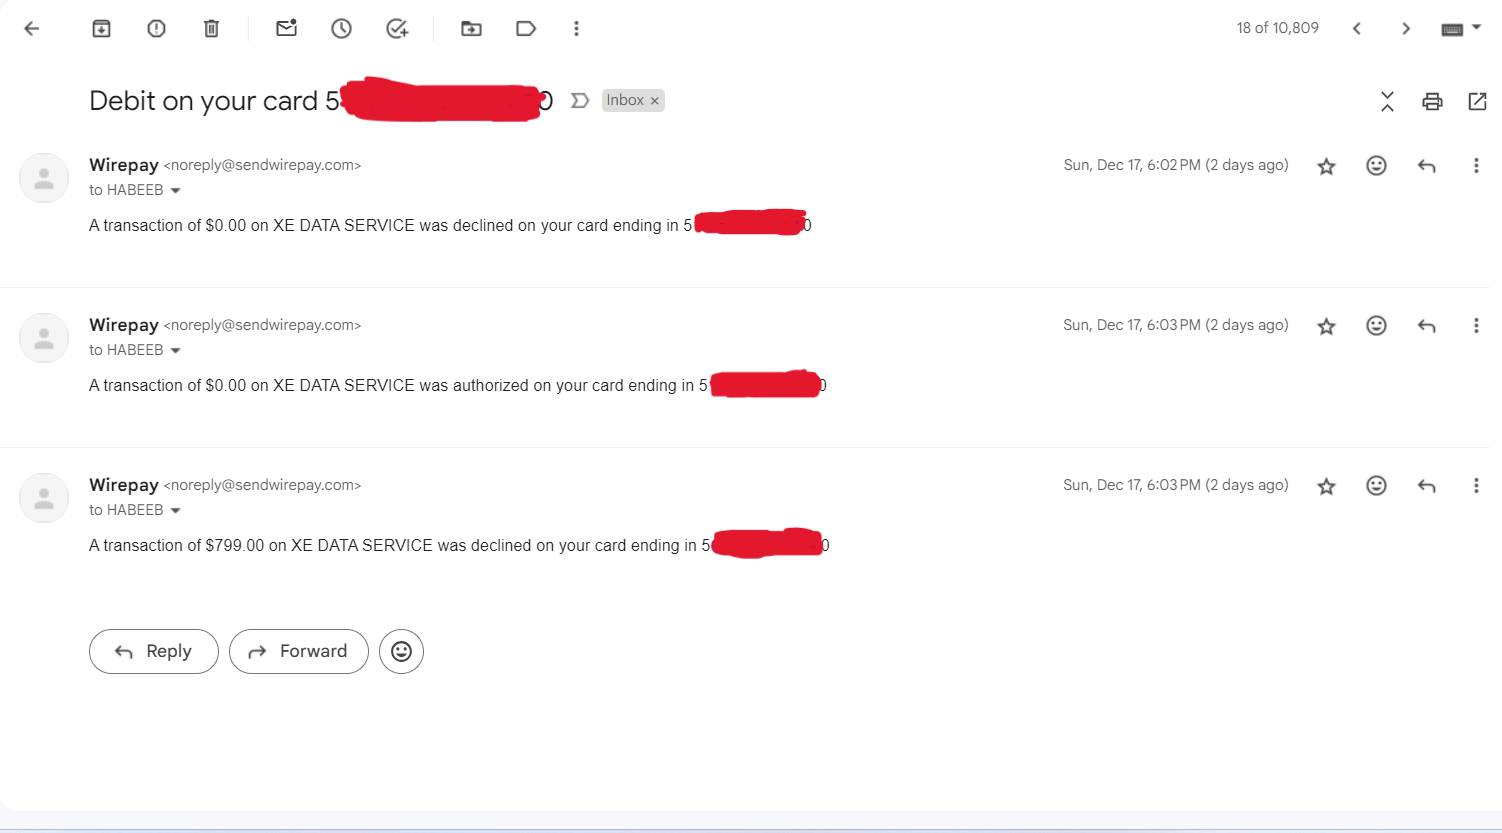 18 of 10,809
Debit on your card 5 0 Inbox ×
Wirepay <noreply@sendwirepay.com> Sun, Dec 17, 6:02 PM (2 days ago)
to HABEEB
A transaction of $0.00 on XE DATA SERVICE was declined on your card ending in 5 0
Wirepay <noreply@sendwirepay.com> Sun, Dec 17, 6:03 PM (2 days ago)
to HABEEB
A transaction of $0.00 on XE DATA SERVICE was authorized on your card ending in 5 0
Wirepay <noreply@sendwirepay.com> Sun, Dec 17, 6:03 PM (2 days ago)
to HABEEB
A transaction of $799.00 on XE DATA SERVICE was declined on your card ending in 5 0
Reply Forward